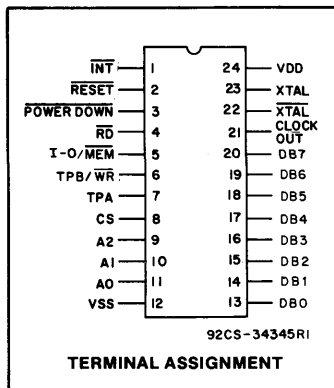 INT 1 24 VDD
RESET 2 23 XTAL
POWER DOWN 3 22 XTAL
RD 4 21 CLOCK OUT
I-O/MEM 5 20 DB7
TPB/WR 6 19 DB6
TPA 7 18 DB5
CS 8 17 DB4
A2 9 16 DB3
A1 10 15 DB2
A0 11 14 DB1
VSS 12 13 DB0
92CS-34345R1
TERMINAL ASSIGNMENT